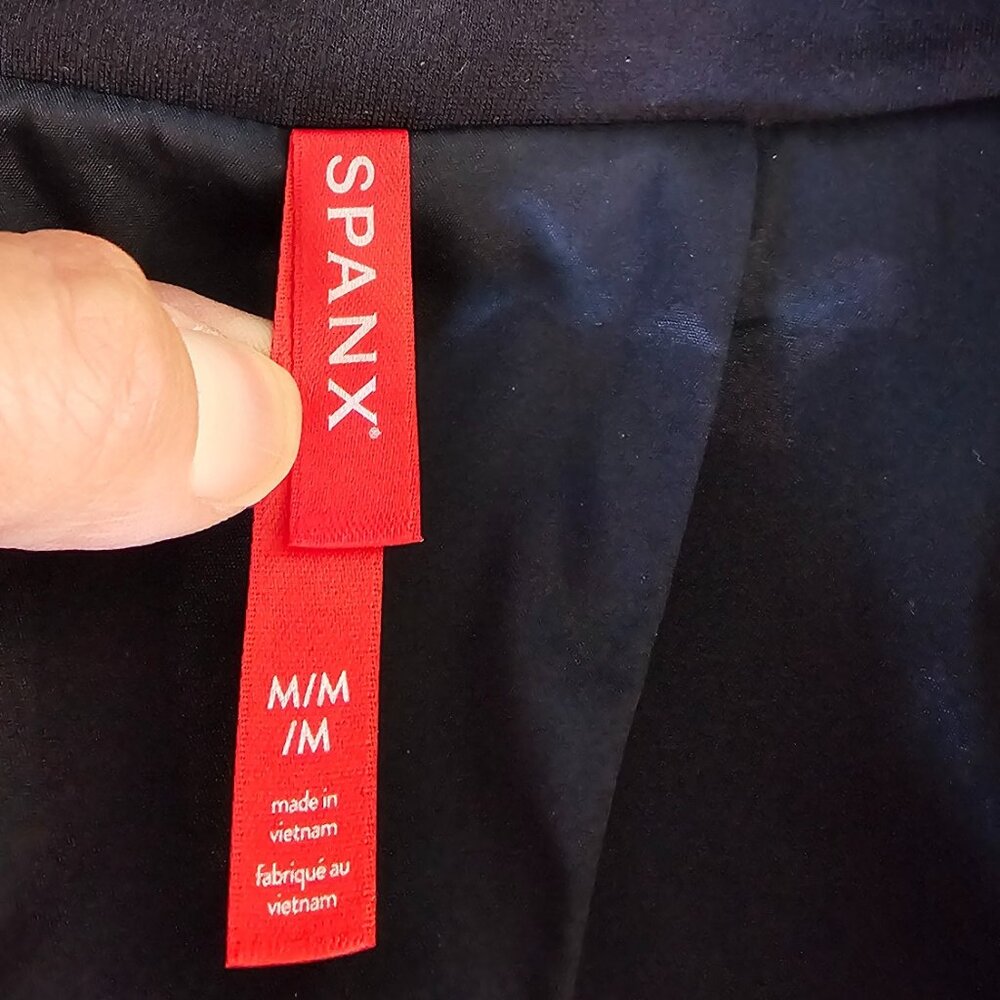 SPANX®
M/M
/M
made in
vietnam
fabriqué au
vietnam